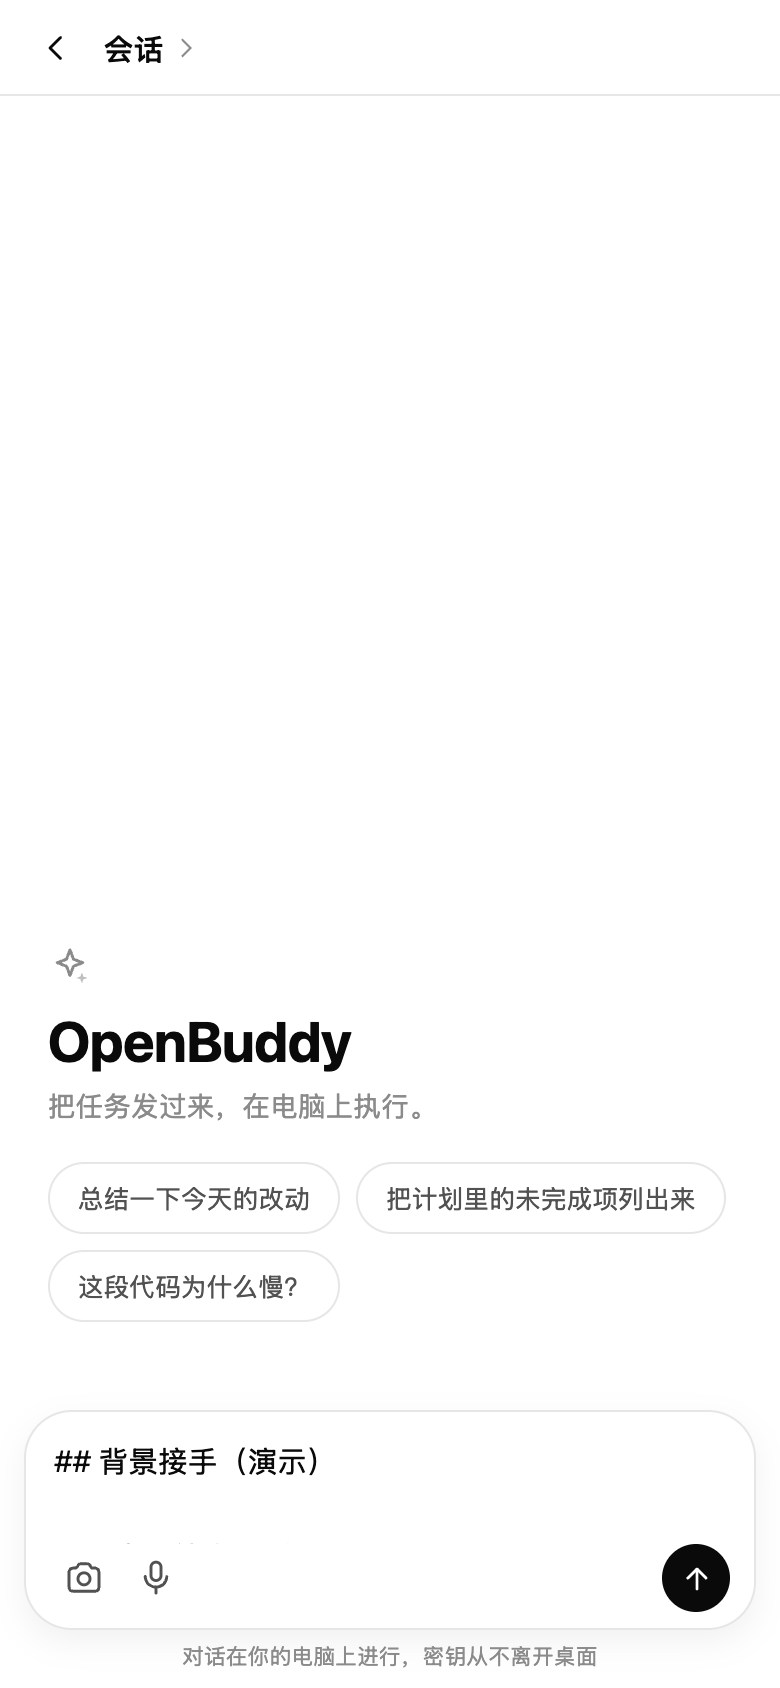 会话
OpenBuddy
把任务发过来，在电脑上执行。
总结一下今天的改动
把计划里的未完成项列出来
这段代码为什么慢？
## 背景接手（演示）
对话在你的电脑上进行，密钥从不离开桌面